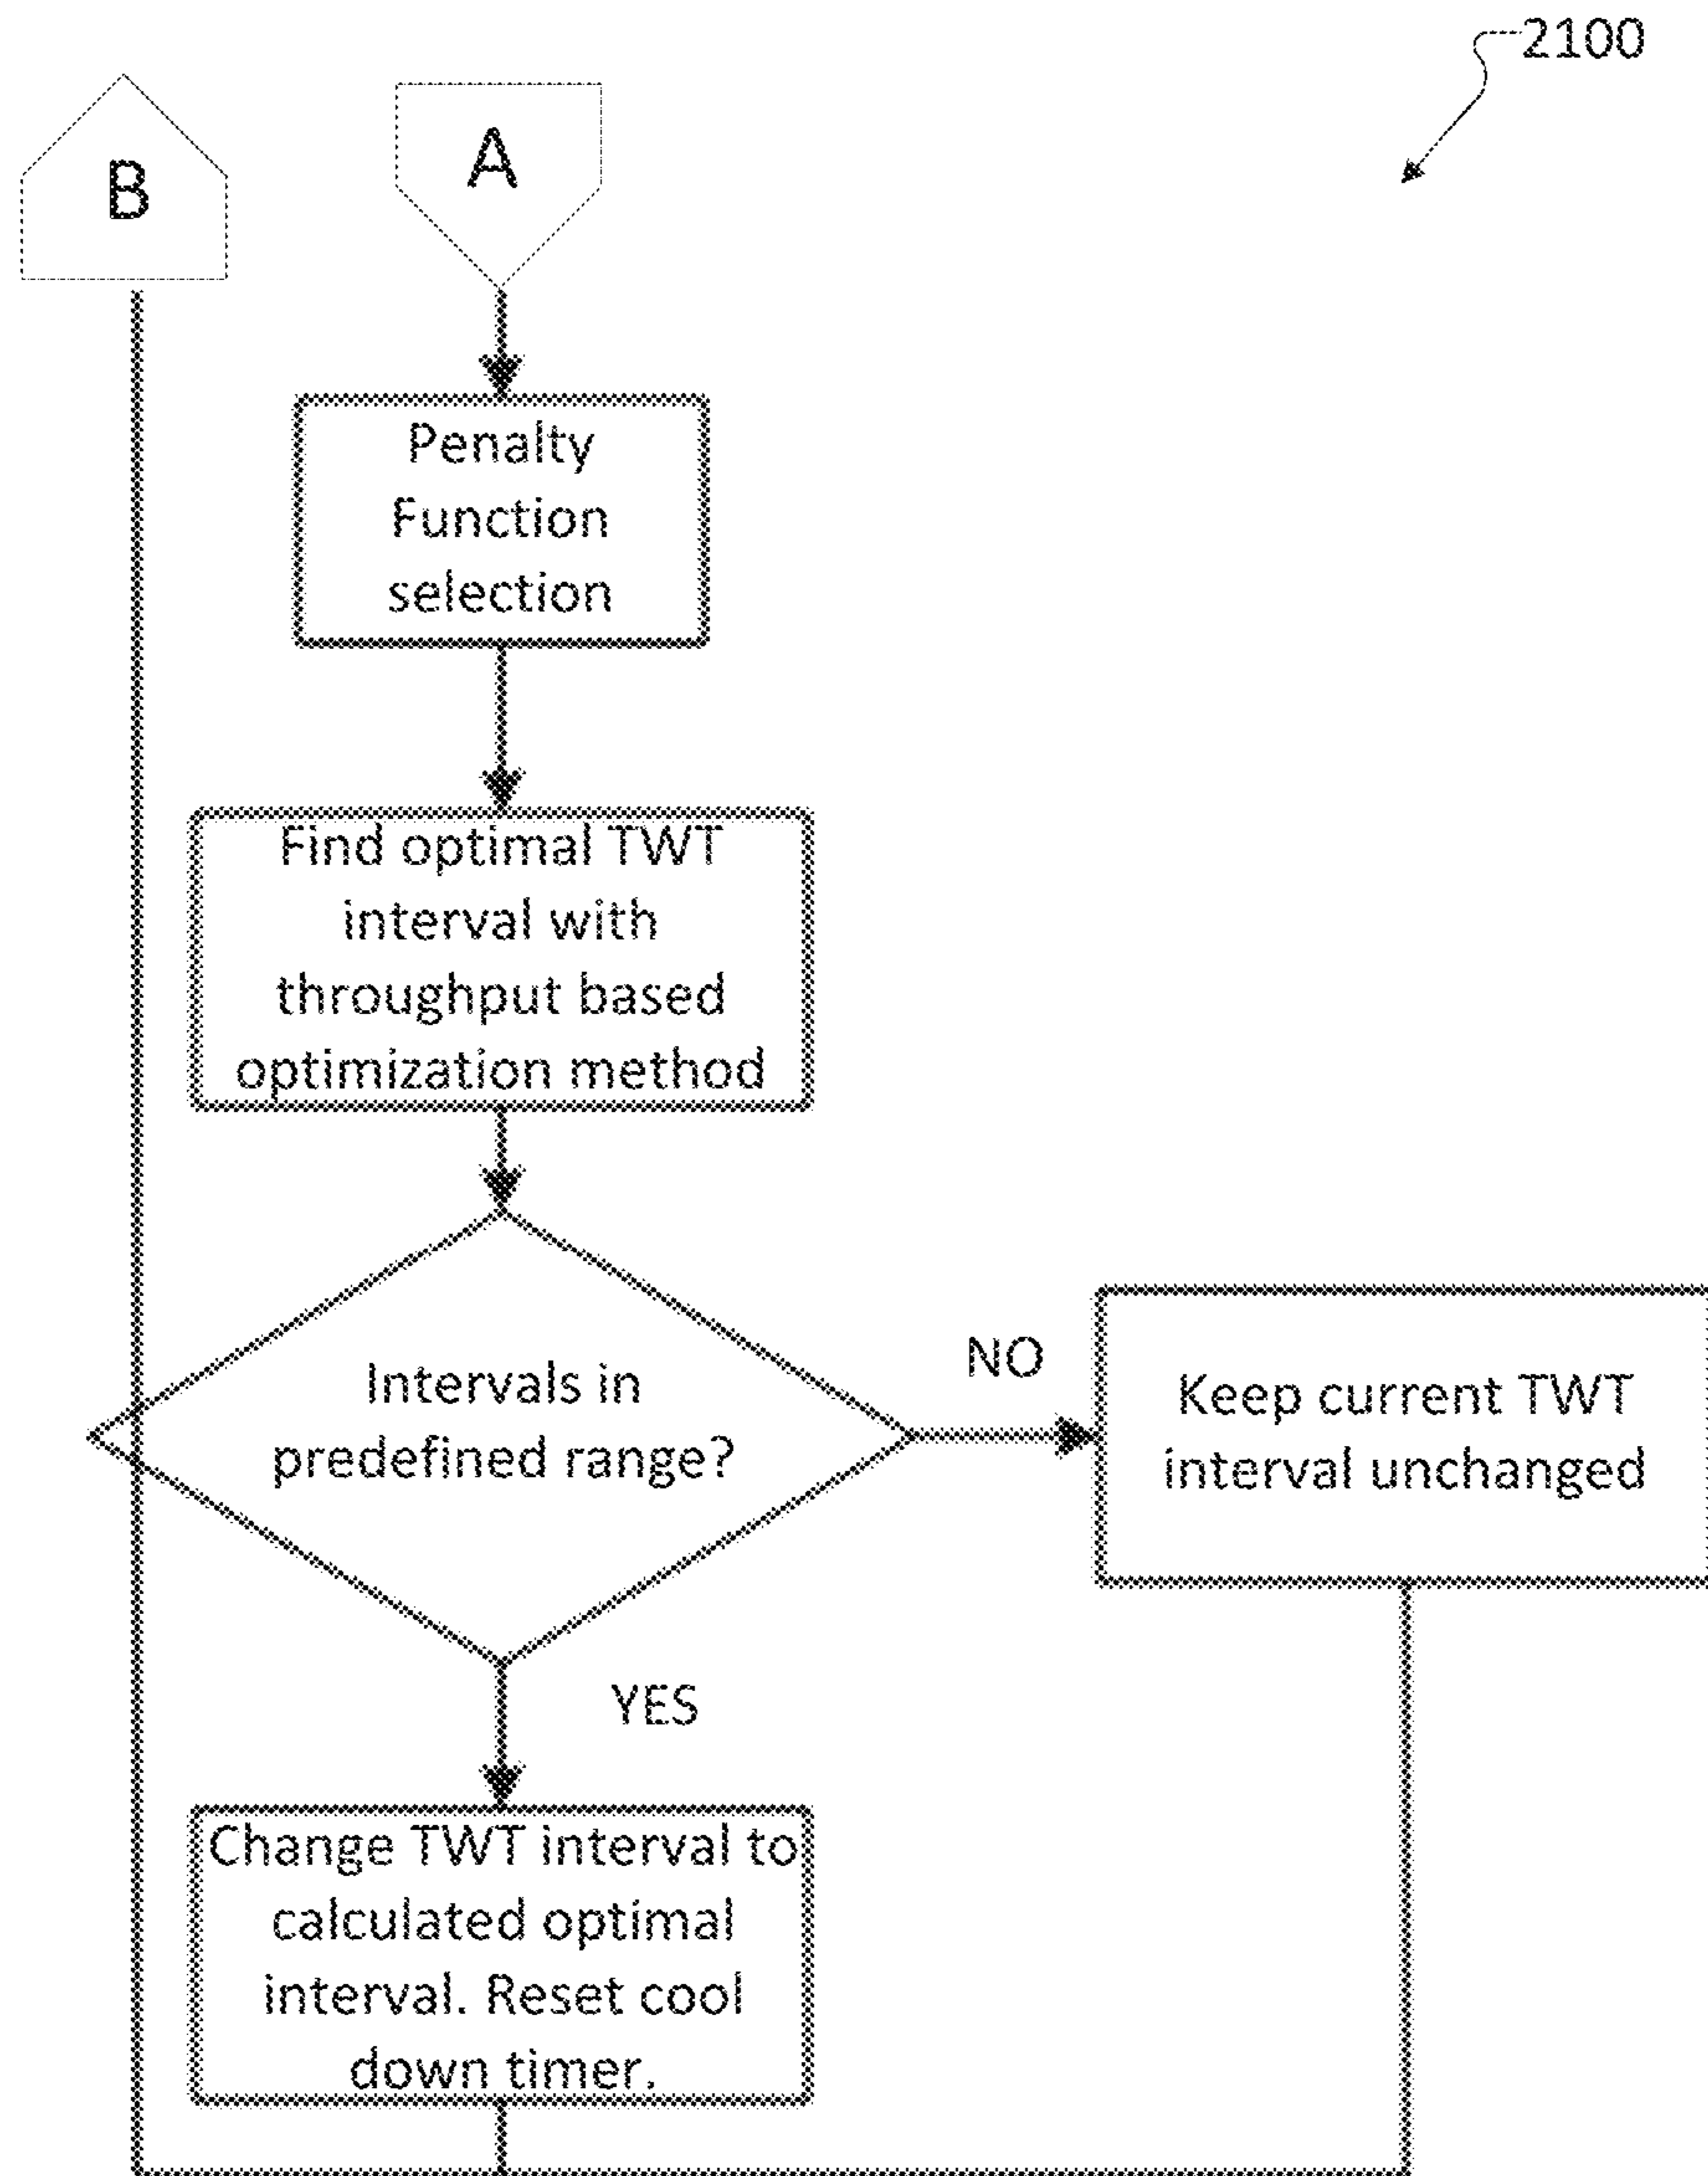 2100
B
A
Penalty
Function
selection
Find optimal TWT
interval with
throughput based
optimization method
Intervals in
predefined range?
NO
Keep current TWT
interval unchanged
YES
Change TWT interval to
calculated optimal
interval. Reset cool
down timer.